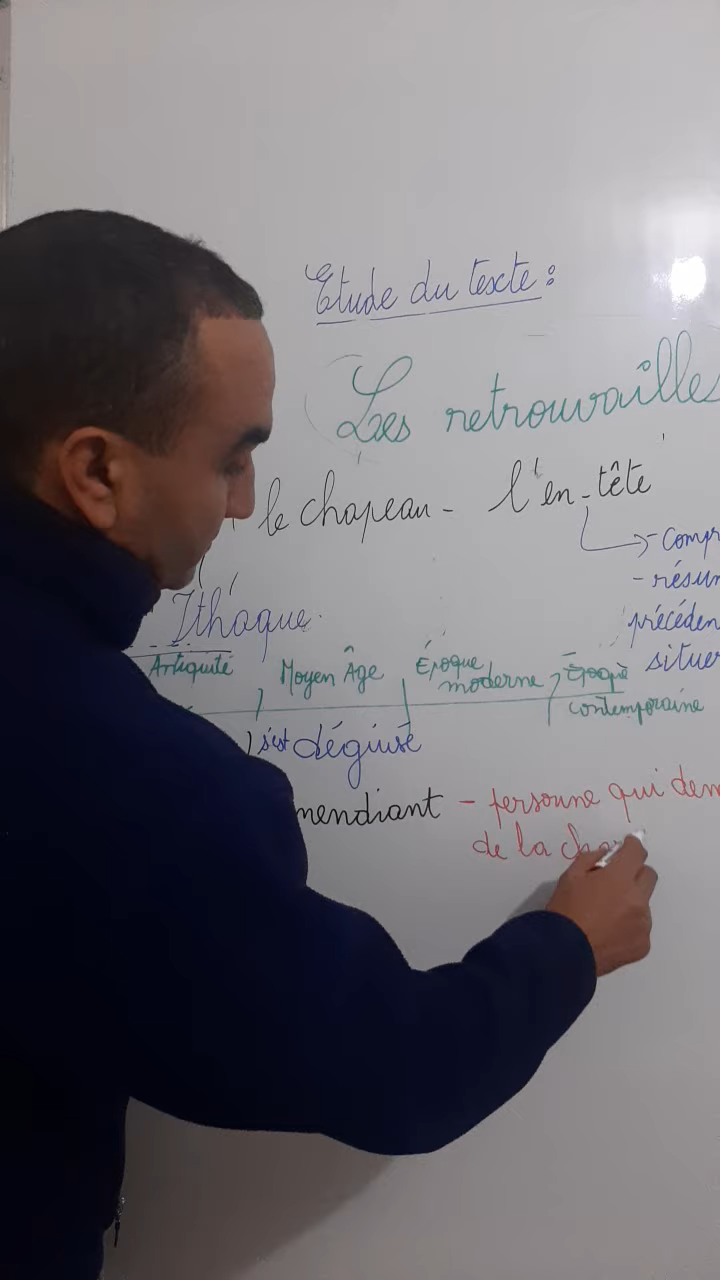 Etude du texte :
Les retrouvailles
le chapeau - l'en-tête
- compr
- résum
Ithaque
précéden
situer
Antiquité Moyen Âge Époque moderne Époque contemporaine
s'est déguisé
mendiant - personne qui dem
de la cha